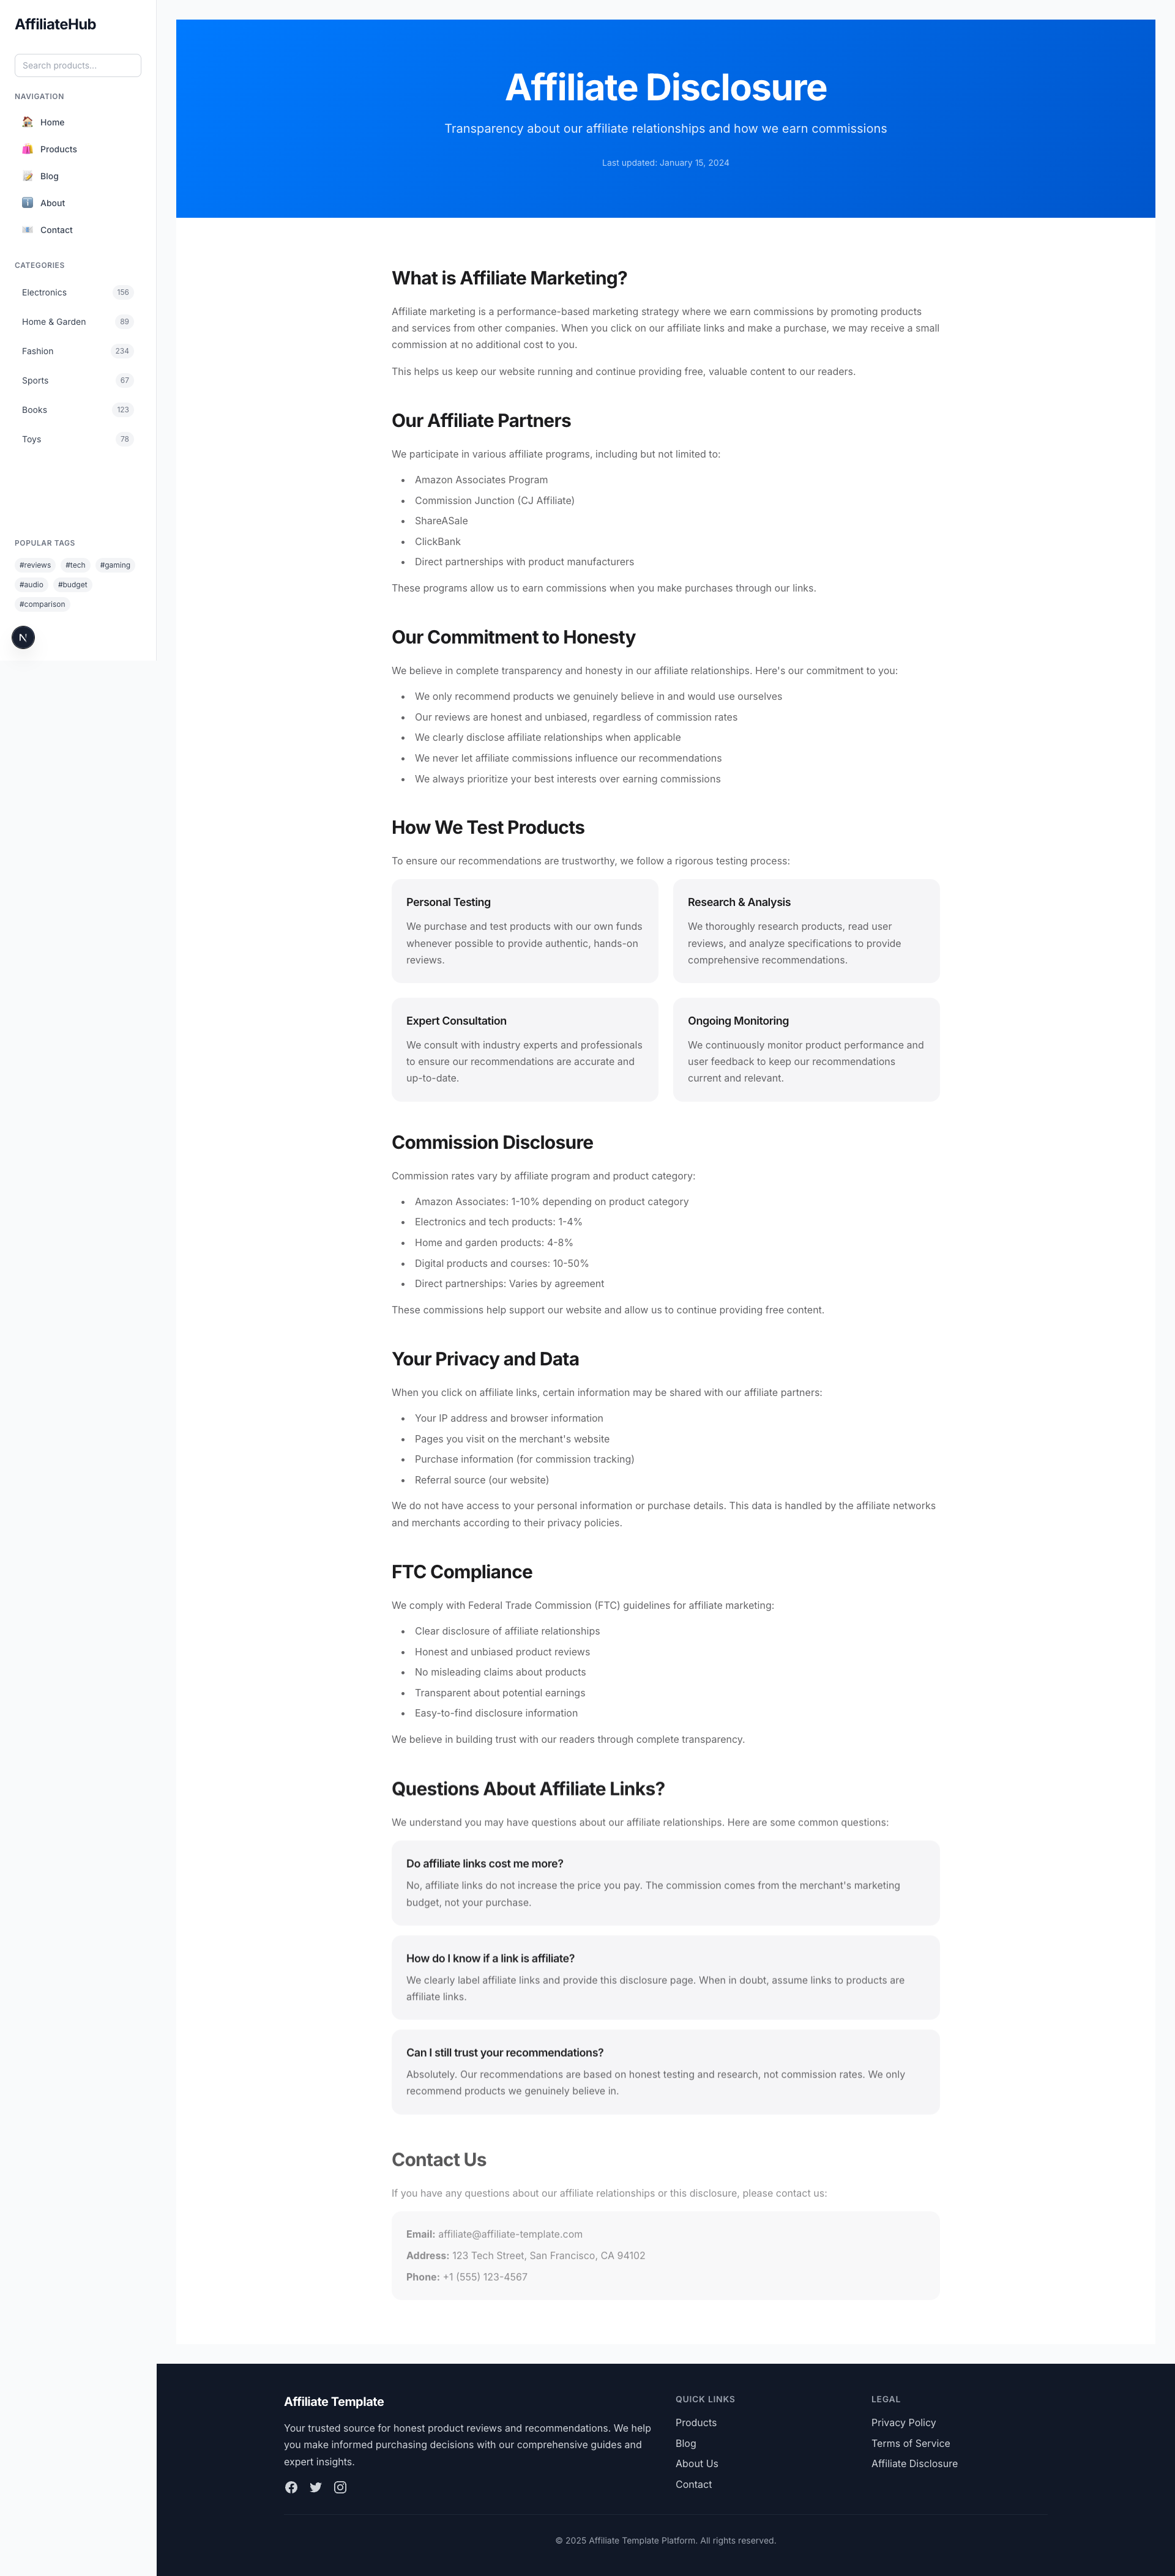 AffiliateHub
Search products...
NAVIGATION
Home
Products
Blog
About
Contact
CATEGORIES
Electronics 156
Home & Garden 89
Fashion 234
Sports 67
Books 123
Toys 78
POPULAR TAGS
#reviews #tech #gaming
#audio #budget
#comparison
N
Affiliate Disclosure
Transparency about our affiliate relationships and how we earn commissions
Last updated: January 15, 2024
What is Affiliate Marketing?
Affiliate marketing is a performance-based marketing strategy where we earn commissions by promoting products
and services from other companies. When you click on our affiliate links and make a purchase, we may receive a small
commission at no additional cost to you.
This helps us keep our website running and continue providing free, valuable content to our readers.
Our Affiliate Partners
We participate in various affiliate programs, including but not limited to:
• Amazon Associates Program
• Commission Junction (CJ Affiliate)
• ShareASale
• ClickBank
• Direct partnerships with product manufacturers
These programs allow us to earn commissions when you make purchases through our links.
Our Commitment to Honesty
We believe in complete transparency and honesty in our affiliate relationships. Here's our commitment to you:
• We only recommend products we genuinely believe in and would use ourselves
• Our reviews are honest and unbiased, regardless of commission rates
• We clearly disclose affiliate relationships when applicable
• We never let affiliate commissions influence our recommendations
• We always prioritize your best interests over earning commissions
How We Test Products
To ensure our recommendations are trustworthy, we follow a rigorous testing process:
Personal Testing
We purchase and test products with our own funds
whenever possible to provide authentic, hands-on
reviews.
Research & Analysis
We thoroughly research products, read user
reviews, and analyze specifications to provide
comprehensive recommendations.
Expert Consultation
We consult with industry experts and professionals
to ensure our recommendations are accurate and
up-to-date.
Ongoing Monitoring
We continuously monitor product performance and
user feedback to keep our recommendations
current and relevant.
Commission Disclosure
Commission rates vary by affiliate program and product category:
• Amazon Associates: 1-10% depending on product category
• Electronics and tech products: 1-4%
• Home and garden products: 4-8%
• Digital products and courses: 10-50%
• Direct partnerships: Varies by agreement
These commissions help support our website and allow us to continue providing free content.
Your Privacy and Data
When you click on affiliate links, certain information may be shared with our affiliate partners:
• Your IP address and browser information
• Pages you visit on the merchant's website
• Purchase information (for commission tracking)
• Referral source (our website)
We do not have access to your personal information or purchase details. This data is handled by the affiliate networks
and merchants according to their privacy policies.
FTC Compliance
We comply with Federal Trade Commission (FTC) guidelines for affiliate marketing:
• Clear disclosure of affiliate relationships
• Honest and unbiased product reviews
• No misleading claims about products
• Transparent about potential earnings
• Easy-to-find disclosure information
We believe in building trust with our readers through complete transparency.
Questions About Affiliate Links?
We understand you may have questions about our affiliate relationships. Here are some common questions:
Do affiliate links cost me more?
No, affiliate links do not increase the price you pay. The commission comes from the merchant's marketing
budget, not your purchase.
How do I know if a link is affiliate?
We clearly label affiliate links and provide this disclosure page. When in doubt, assume links to products are
affiliate links.
Can I still trust your recommendations?
Absolutely. Our recommendations are based on honest testing and research, not commission rates. We only
recommend products we genuinely believe in.
Contact Us
If you have any questions about our affiliate relationships or this disclosure, please contact us:
Email: affiliate@affiliate-template.com
Address: 123 Tech Street, San Francisco, CA 94102
Phone: +1 (555) 123-4567
Affiliate Template
Your trusted source for honest product reviews and recommendations. We help
you make informed purchasing decisions with our comprehensive guides and
expert insights.
QUICK LINKS
Products
Blog
About Us
Contact
LEGAL
Privacy Policy
Terms of Service
Affiliate Disclosure
© 2025 Affiliate Template Platform. All rights reserved.